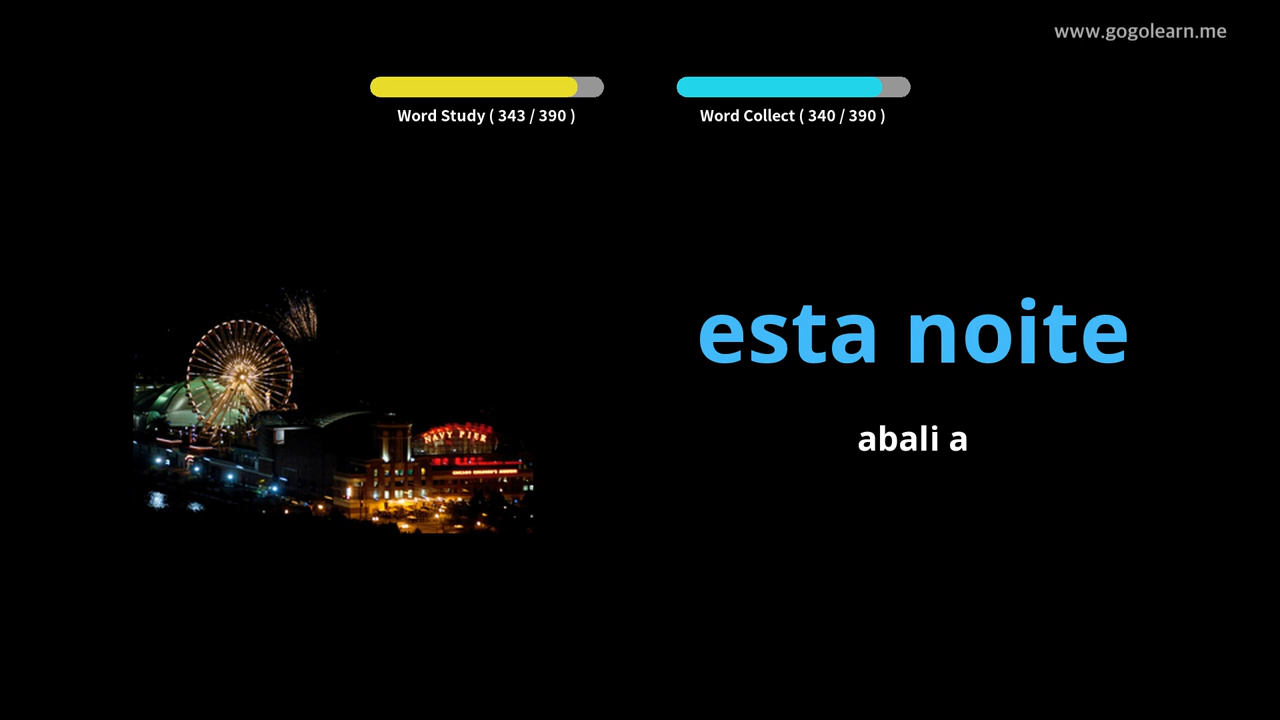 www.gogolearn.me
Word Study ( 343 / 390 )
Word Collect ( 340 / 390 )
esta noite
abali a
NAVY PIER